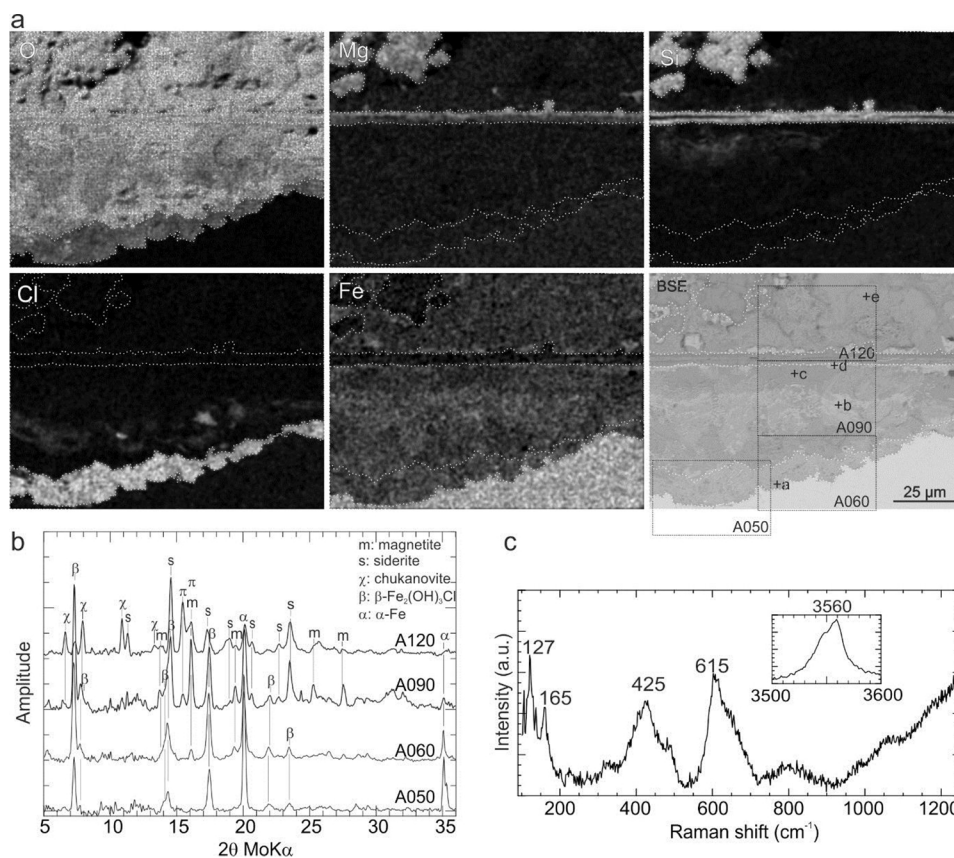 a
O
Mg
Si
Cl
Fe
BSE
+e
A120
+d
+c
+b
A090
+a
25 µm
A060
A050
b
m: magnetite
s: siderite
χ: chukanovite
β: β-Fe₂(OH)₃Cl
α: α-Fe
s
β
π
π
χ
χ
χ
s
χ
m
β
m
s
β
s
m
α
s
s
s
m
m
α
A120
β
β
β
A090
β
A060
A050
Amplitude
5 10 15 20 25 30 35
2θ MoKα
c
3560
127
3500 3600
615
165
425
Intensity (a.u.)
200 400 600 800 1000 1200
Raman shift (cm⁻¹)